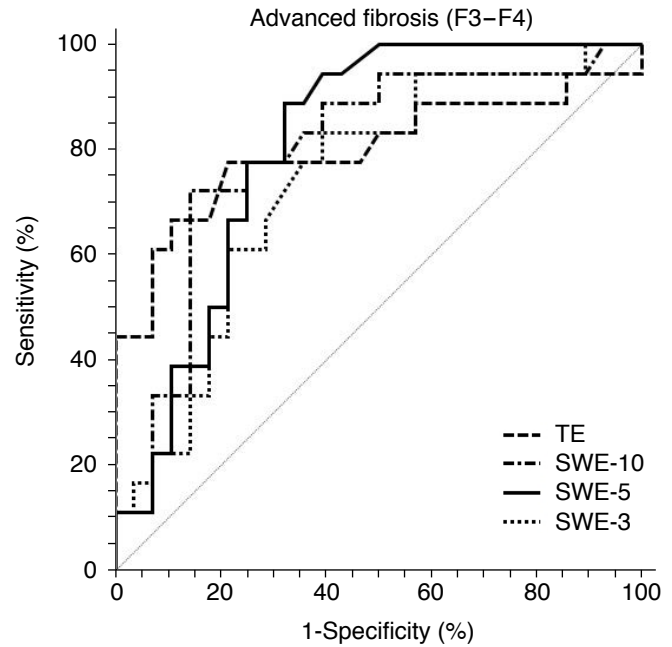 Advanced fibrosis (F3–F4)
100
80
60
40
20
0
Sensitivity (%)
TE
SWE-10
SWE-5
SWE-3
0 20 40 60 80 100
1-Specificity (%)